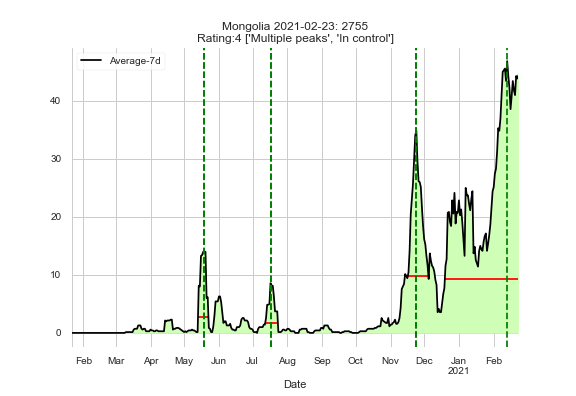 Mongolia 2021-02-23: 2755
Rating:4 ['Multiple peaks', 'In control']
Average-7d
40
30
20
10
0
Feb Mar Apr May Jun Jul Aug Sep Oct Nov Dec Jan Feb
2021
Date